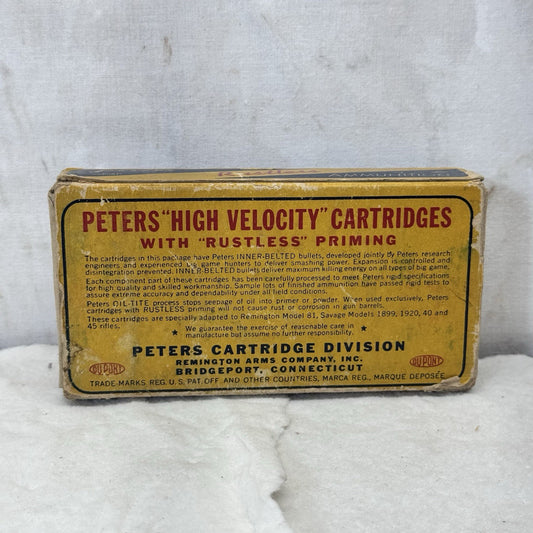 AMMUNITION
PETERS "HIGH VELOCITY" CARTRIDGES
WITH "RUSTLESS" PRIMING
The cartridges in this package have Peters INNER-BELTED bullets, developed jointly by Peters research
engineers and experienced big game hunters to deliver smashing power. Expansion is controlled and
disintegration prevented. INNER-BELTED bullets deliver maximum killing energy on all types of big game.
Each component part of these cartridges has been carefully processed to meet Peters rigid specifications
for high quality and skilled workmanship. Sample lots of finished ammunition have passed rigid tests to
assure extreme accuracy and dependability under all field conditions.
Peters OIL-TITE process stops seepage of oil into primer or powder. When used exclusively, Peters
cartridges with RUSTLESS priming will not cause rust or corrosion in gun barrels.
These cartridges are specially adapted to Remington Model 81, Savage Models 1899, 1920, 40 and
45 rifles.
★ We guarantee the exercise of reasonable care in ★
manufacture but assume no further responsibility.
PETERS CARTRIDGE DIVISION
REMINGTON ARMS COMPANY, INC.
BRIDGEPORT, CONNECTICUT
DU PONT DU PONT
TRADE-MARKS REG. U.S. PAT. OFF. AND OTHER COUNTRIES, MARCA REG., MARQUE DEPOSÉE